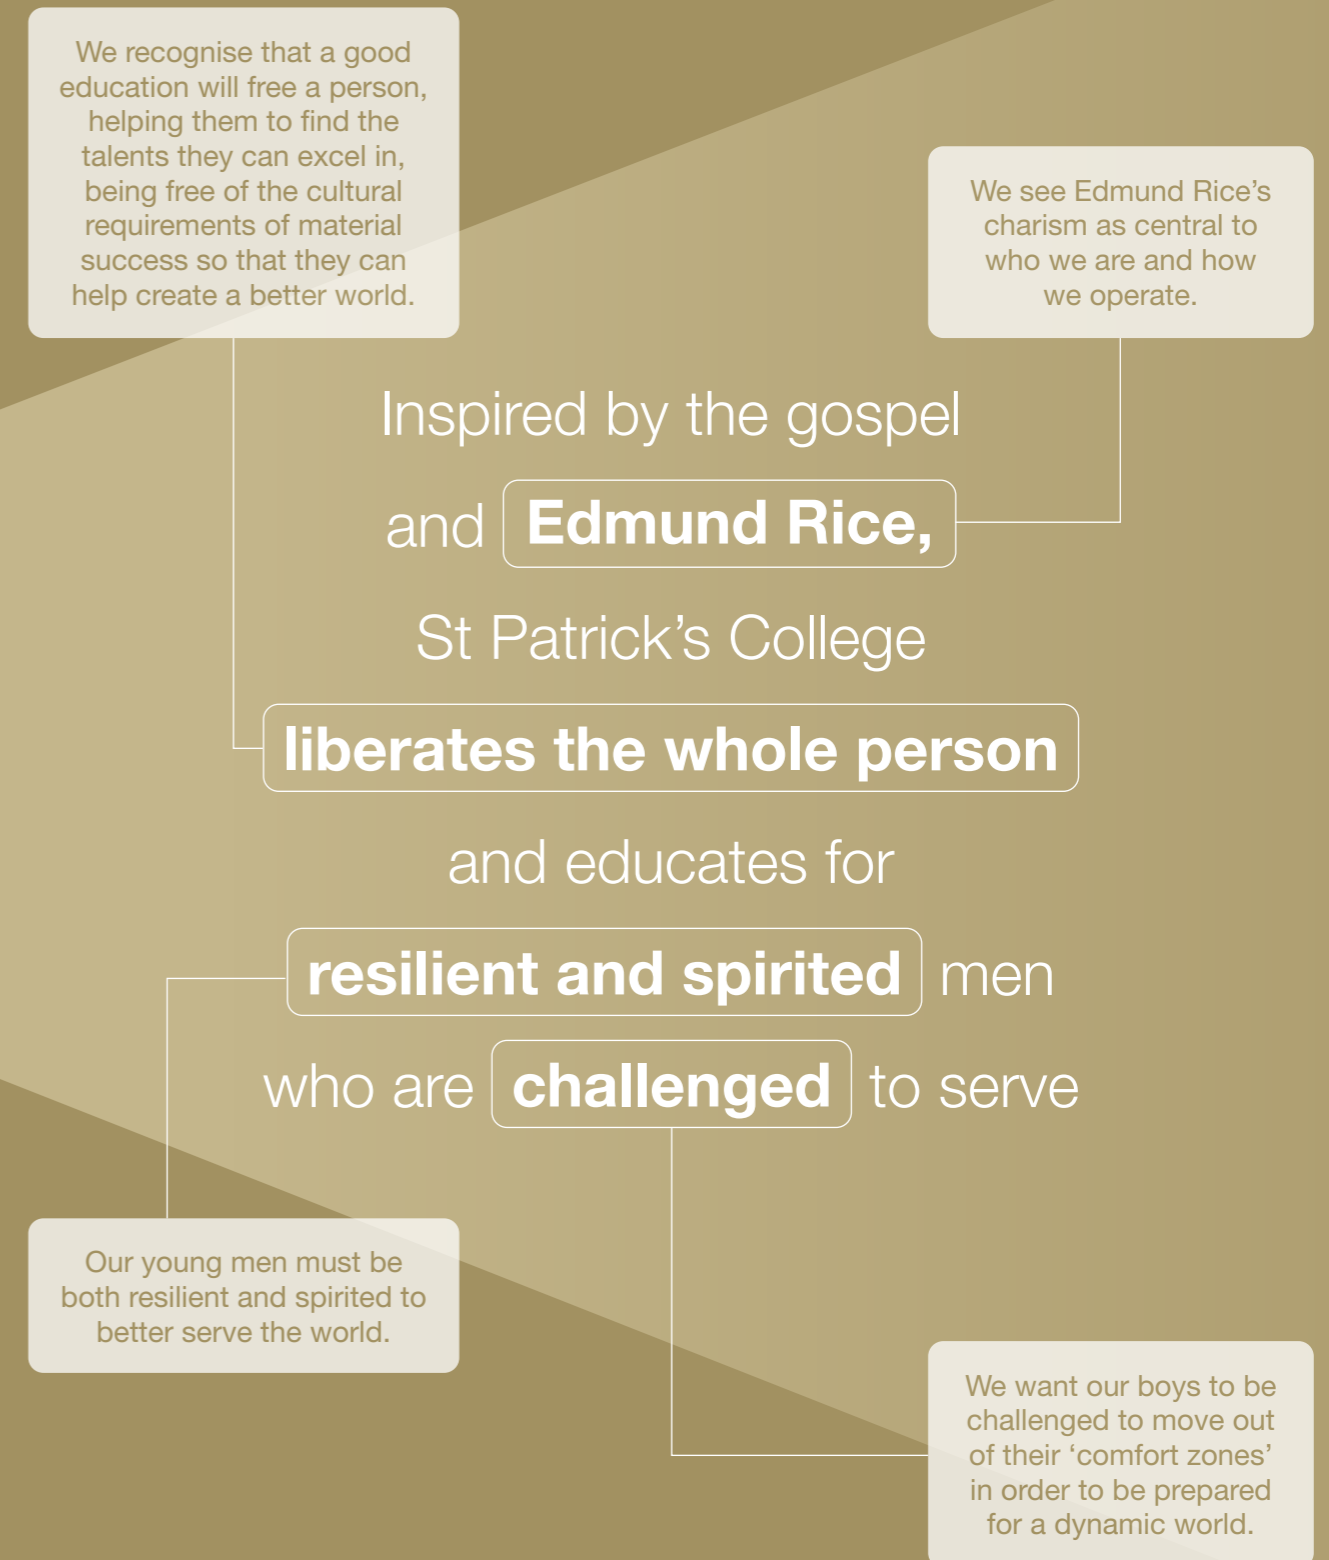 We recognise that a good
education will free a person,
helping them to find the
talents they can excel in,
being free of the cultural
requirements of material
success so that they can
help create a better world.
We see Edmund Rice’s
charism as central to
who we are and how
we operate.
Inspired by the gospel
and Edmund Rice,
St Patrick’s College
liberates the whole person
and educates for
resilient and spirited men
who are challenged to serve
Our young men must be
both resilient and spirited to
better serve the world.
We want our boys to be
challenged to move out
of their ‘comfort zones’
in order to be prepared
for a dynamic world.